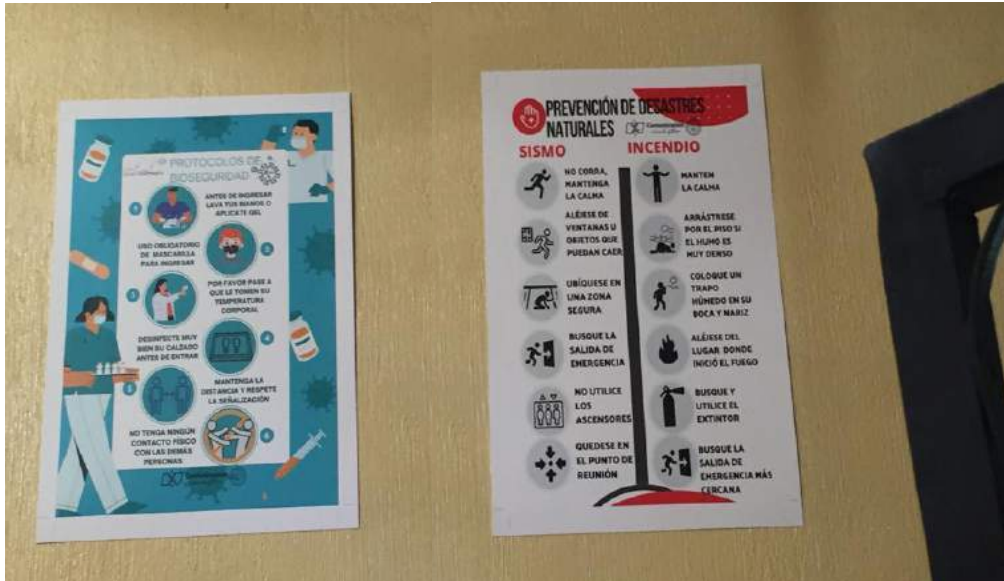 PROTOCOLOS DE
BIOSEGURIDAD
1
ANTES DE INGRESAR
LAVA TUS MANOS O
APLICATE GEL
USO OBLIGATORIO
DE MASCARILLA
PARA INGRESAR
2
3
POR FAVOR PASE A
QUE LE TOMEN SU
TEMPERATURA
CORPORAL
DESINFECTE MUY
BIEN SU CALZADO
ANTES DE ENTRAR
4
5
MANTENGA LA
DISTANCIA Y RESPETE
LA SEÑALIZACIÓN
NO TENGA NINGÚN
CONTACTO FÍSICO
CON LAS DEMÁS
PERSONAS
6
PREVENCIÓN DE DESASTRES
NATURALES
SISMO
NO CORRA,
MANTENGA
LA CALMA
ALÉJESE DE
VENTANAS U
OBJETOS QUE
PUEDAN CAER
UBÍQUESE EN
UNA ZONA
SEGURA
BUSQUE LA
SALIDA DE
EMERGENCIA
NO UTILICE
LOS
ASCENSORES
QUEDESE EN
EL PUNTO DE
REUNIÓN
INCENDIO
MANTEN
LA CALMA
ARRÁSTRESE
POR EL PISO SI
EL HUMO ES
MUY DENSO
COLOQUE UN
TRAPO
HÚMEDO EN SU
BOCA Y NARIZ
ALÉJESE DEL
LUGAR DONDE
INICIÓ EL FUEGO
BUSQUE Y
UTILICE EL
EXTINTOR
BUSQUE LA
SALIDA DE
EMERGENCIA MÁS
CERCANA